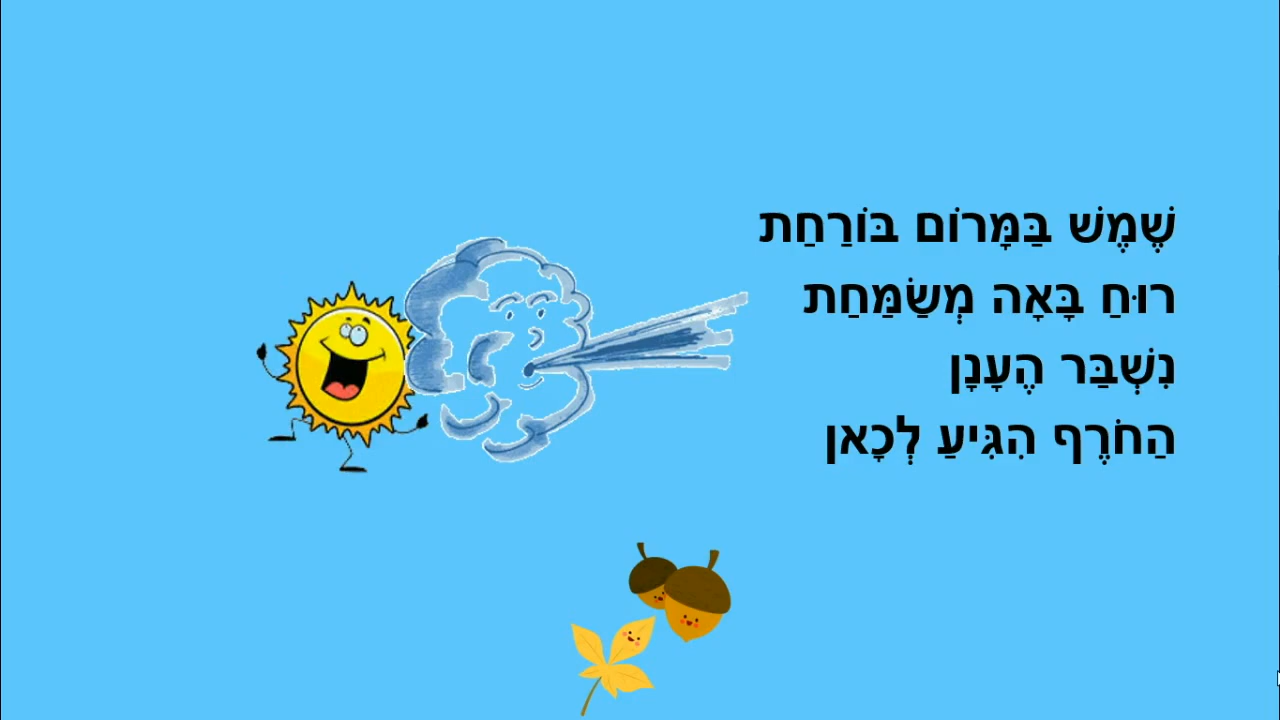 שֶׁמֶשׁ בַּמָּרוֹם בּוֹרַחַת
רוּחַ בָּאָה מְשַׂמַּחַת
נִשְׁבַּר הֶעָנָן
הַחֹרֶף הִגִּיעַ לְכָאן